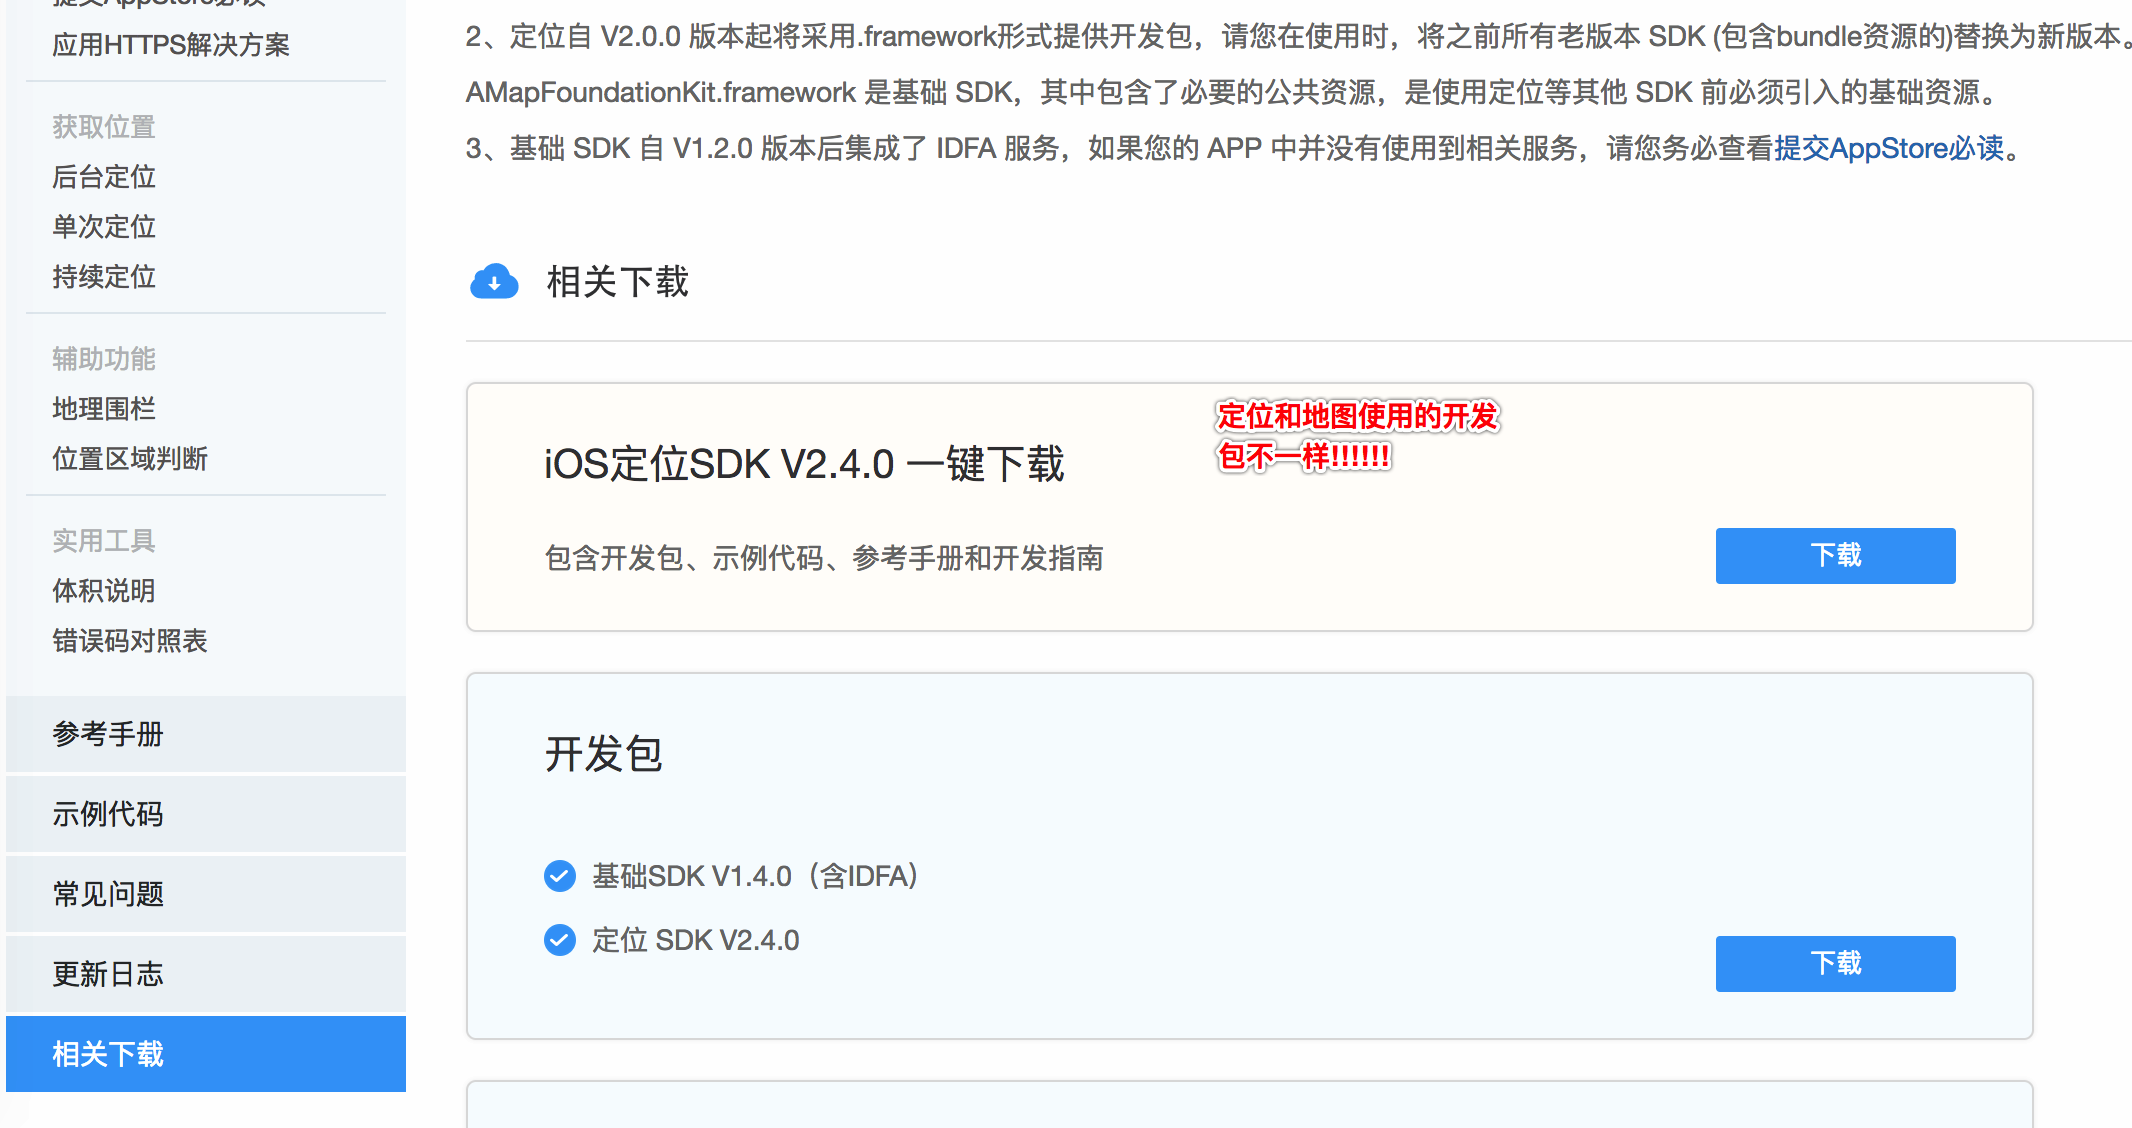 提交AppStore必读
应用HTTPS解决方案
获取位置
后台定位
单次定位
持续定位
辅助功能
地理围栏
位置区域判断
实用工具
体积说明
错误码对照表
参考手册
示例代码
常见问题
更新日志
相关下载
2、定位自 V2.0.0 版本起将采用.framework形式提供开发包，请您在使用时，将之前所有老版本 SDK (包含bundle资源的)替换为新版本。
AMapFoundationKit.framework 是基础 SDK，其中包含了必要的公共资源，是使用定位等其他 SDK 前必须引入的基础资源。
3、基础 SDK 自 V1.2.0 版本后集成了 IDFA 服务，如果您的 APP 中并没有使用到相关服务，请您务必查看提交AppStore必读。
相关下载
定位和地图使用的开发
包不一样!!!!!!
iOS定位SDK V2.4.0 一键下载
包含开发包、示例代码、参考手册和开发指南
下载
开发包
基础SDK V1.4.0（含IDFA）
定位 SDK V2.4.0
下载